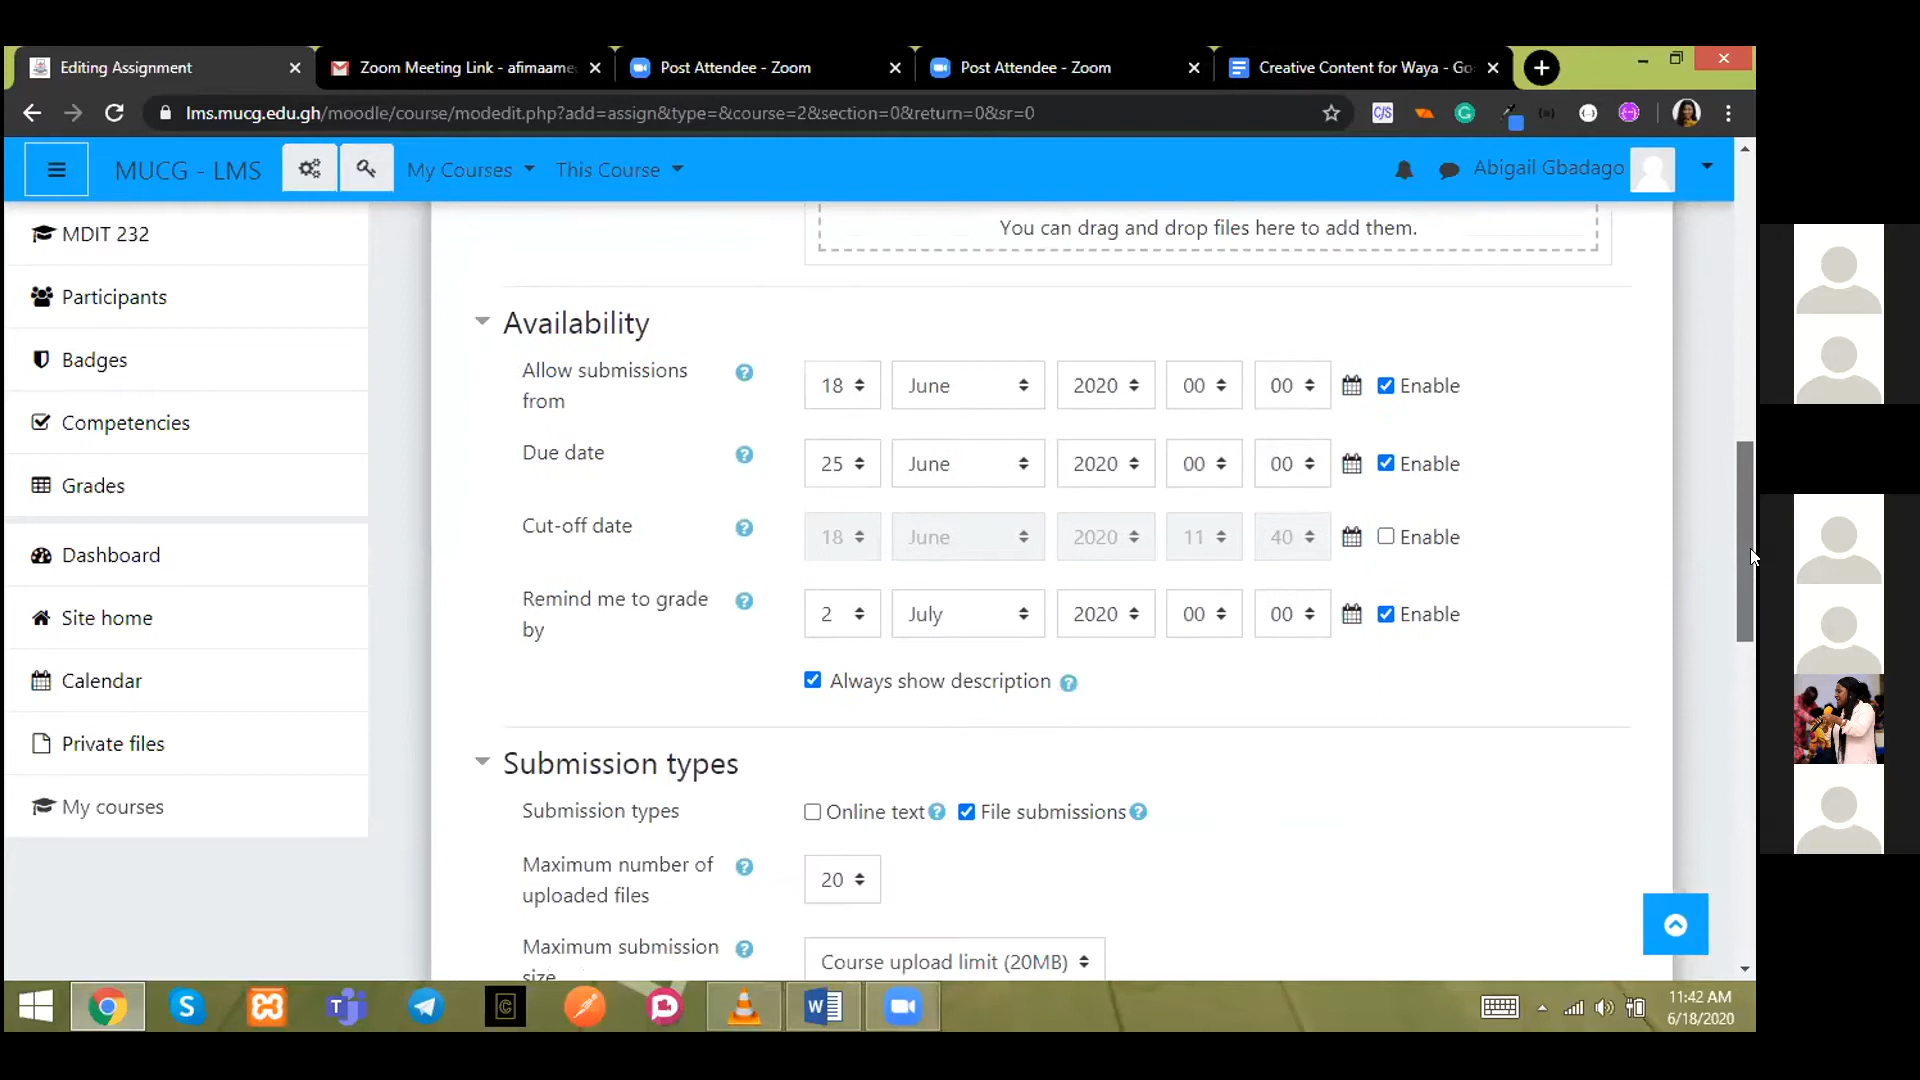 Editing Assignment
Zoom Meeting Link - afimaame
Post Attendee - Zoom
Post Attendee - Zoom
Creative Content for Waya - Go
lms.mucg.edu.gh/moodle/course/modedit.php?add=assign&type=&course=2&section=0&return=0&sr=0
MUCG - LMS
My Courses
This Course
Abigail Gbadago
MDIT 232
Participants
Badges
Competencies
Grades
Dashboard
Site home
Calendar
Private files
My courses
You can drag and drop files here to add them.
Availability
Allow submissions from
18 June 2020 00 00 Enable
Due date
25 June 2020 00 00 Enable
Cut-off date
18 June 2020 11 40 Enable
Remind me to grade by
2 July 2020 00 00 Enable
Always show description
Submission types
Submission types
Online text File submissions
Maximum number of uploaded files
20
Maximum submission size
Course upload limit (20MB)
11:42 AM
6/18/2020